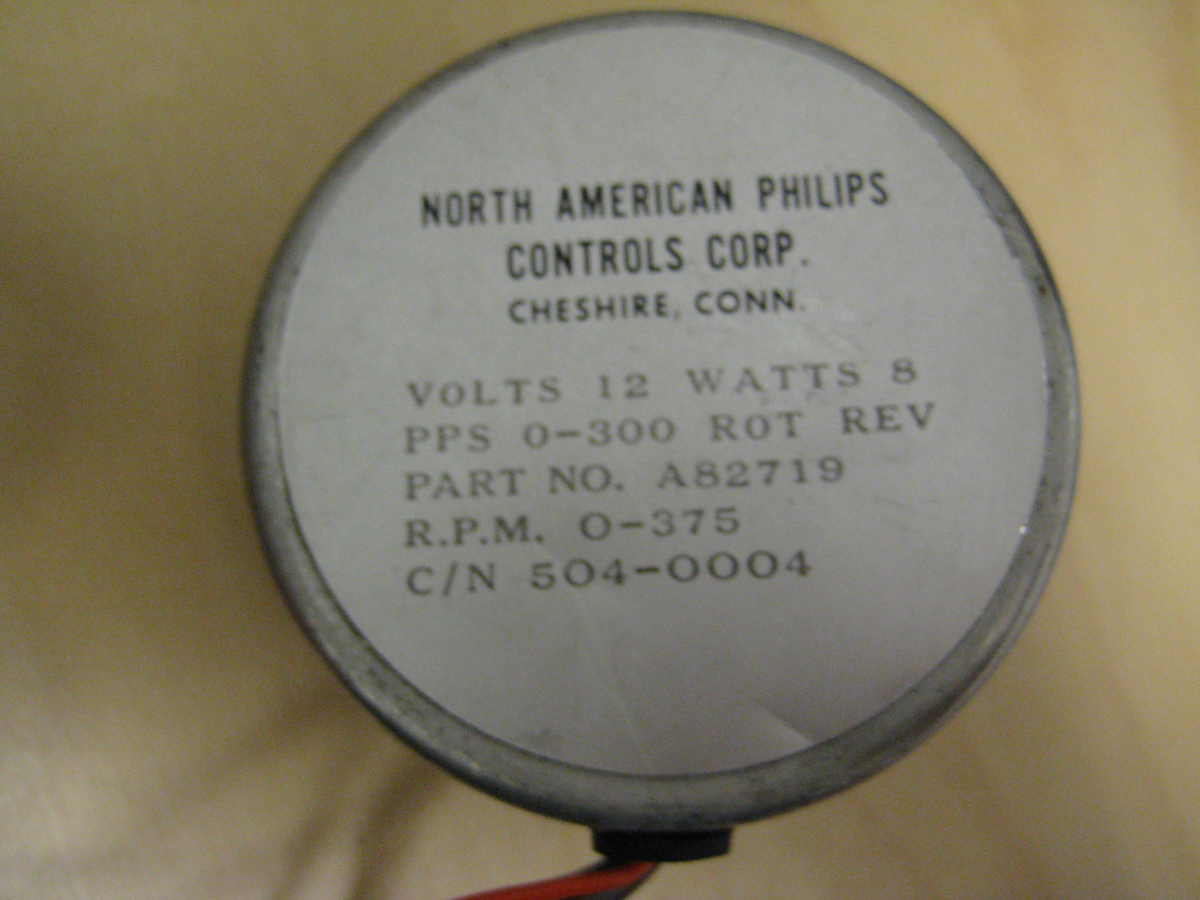 NORTH AMERICAN PHILIPS
CONTROLS CORP.
CHESHIRE, CONN.
VOLTS 12 WATTS 8
PPS 0-300 ROT REV
PART NO. A82719
R.P.M. 0-375
C/N 504-0004